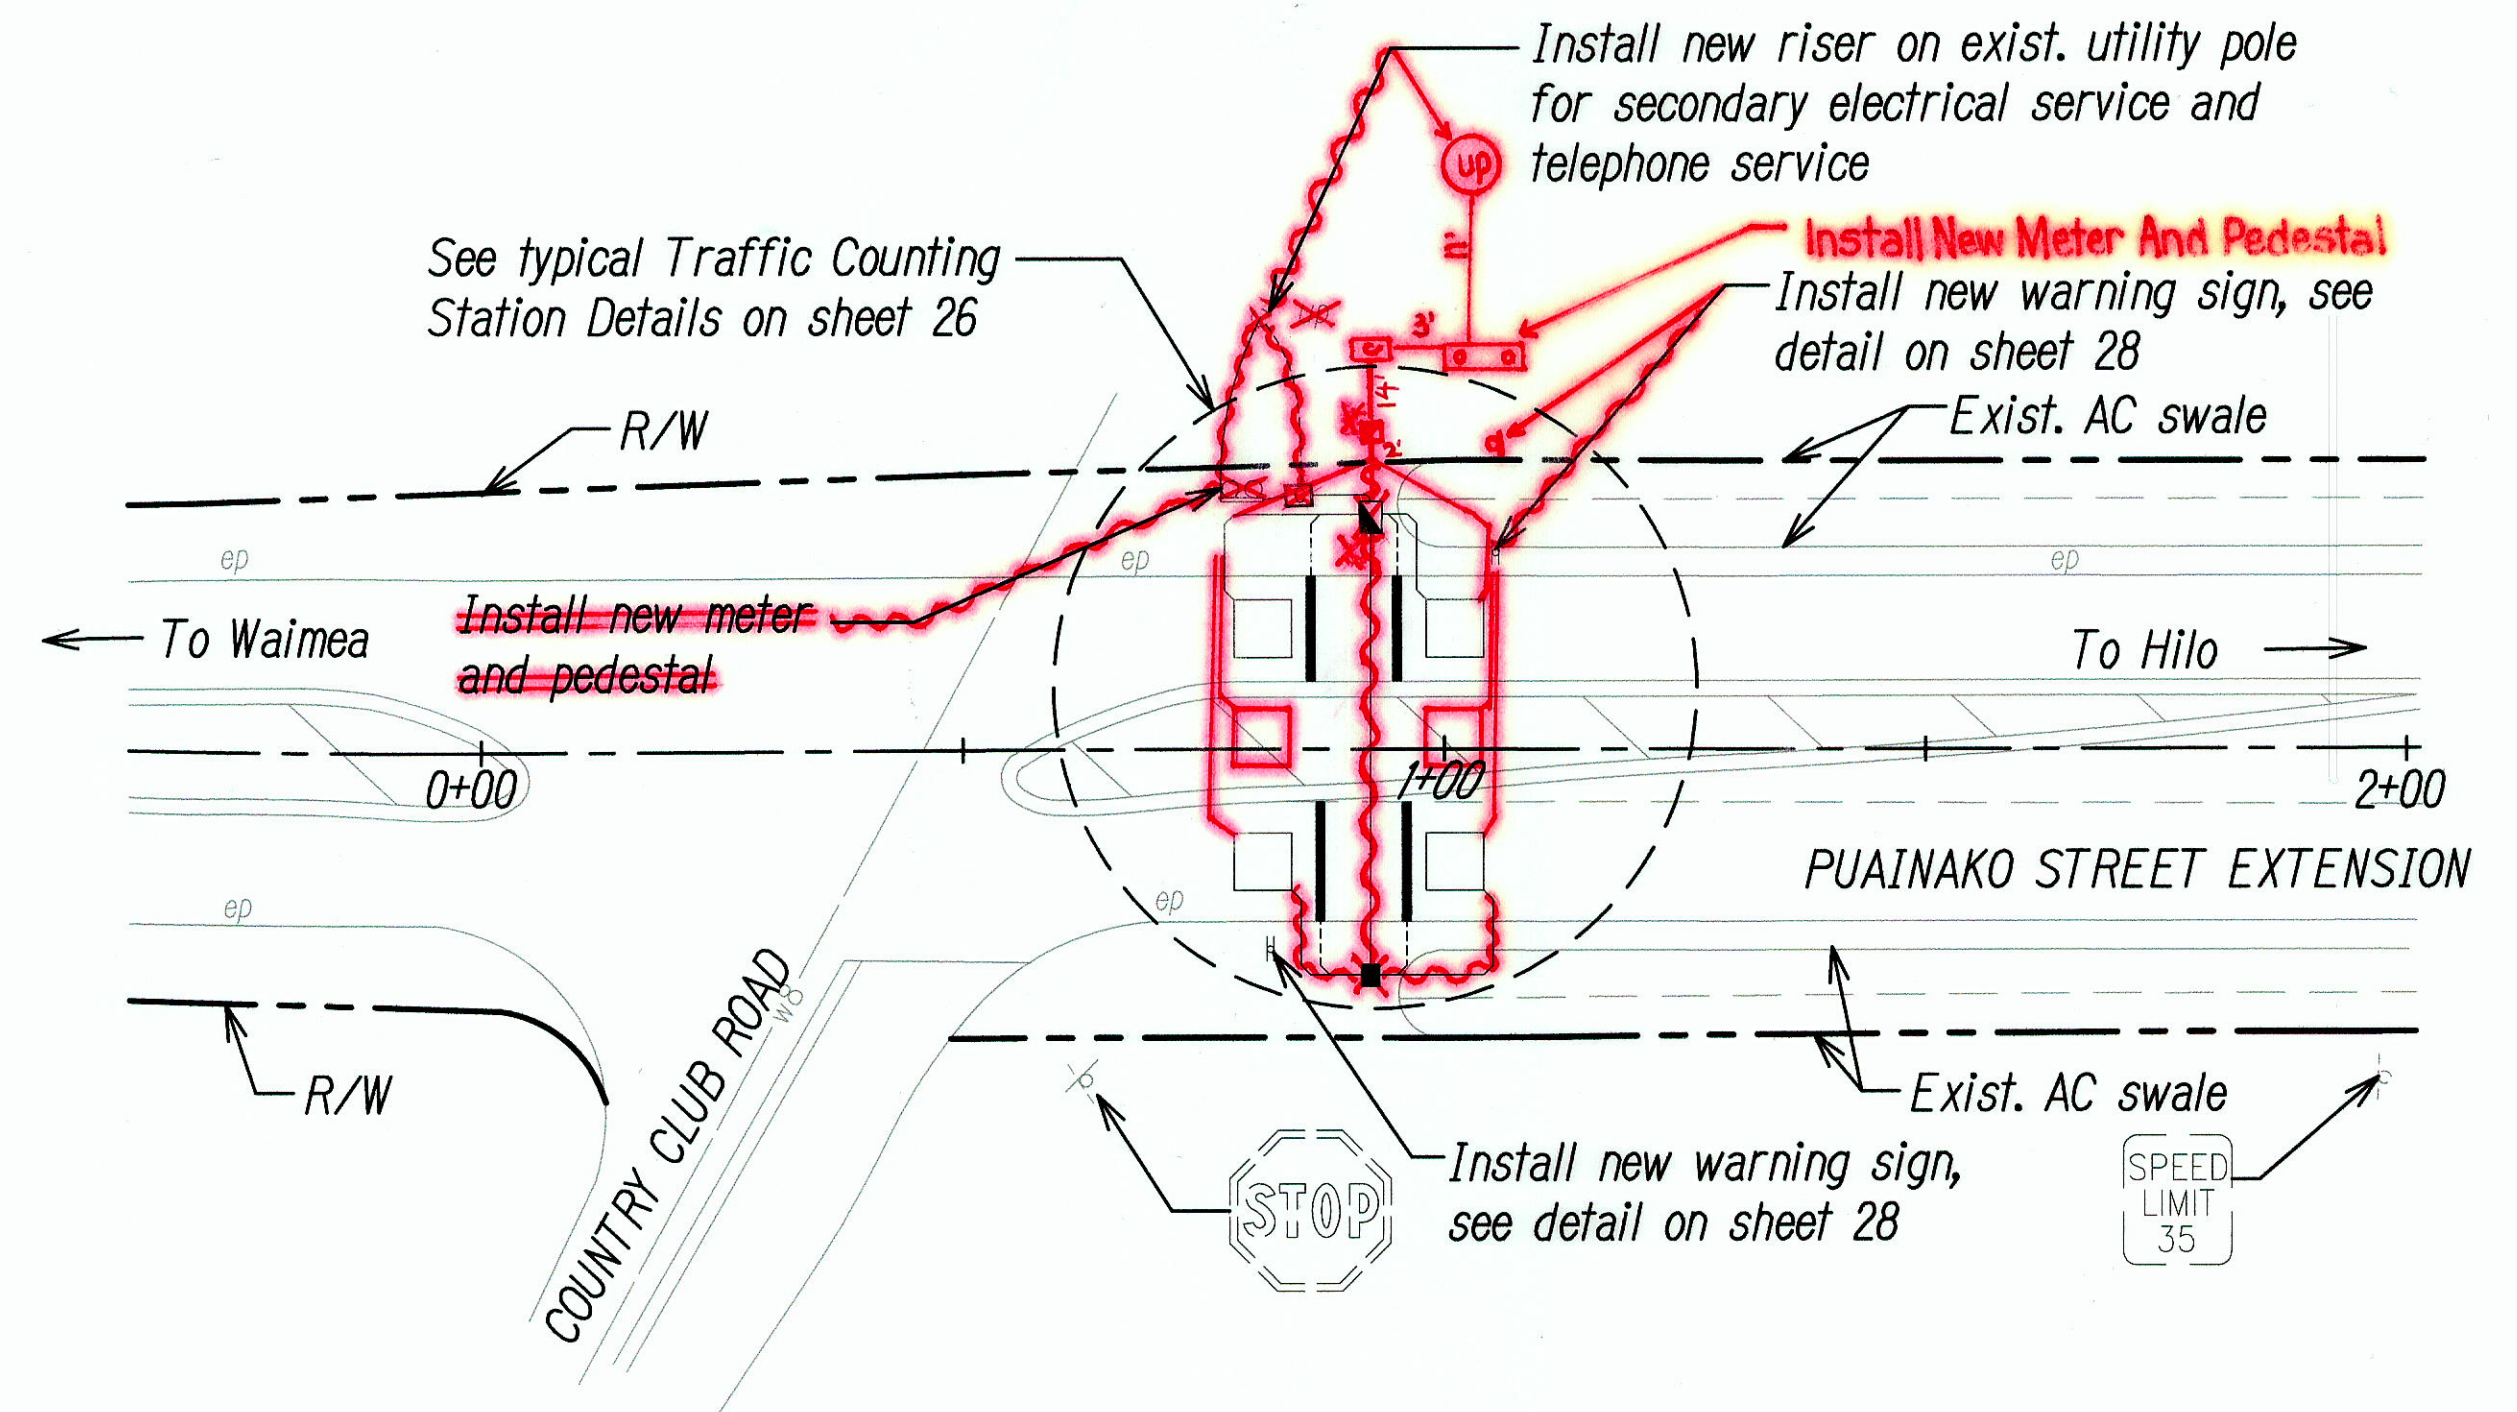 Install new riser on exist. utility pole
for secondary electrical service and
telephone service
up
11'
Install New Meter And Pedestal
See typical Traffic Counting
Station Details on sheet 26
Install new warning sign, see
detail on sheet 28
3'
c
14'
2'
R/W
Exist. AC swale
ep
ep
ep
Install new meter
and pedestal
To Waimea
To Hilo
0+00
1+00
2+00
PUAINAKO STREET EXTENSION
ep
ep
COUNTRY CLUB ROAD
W8
R/W
Exist. AC swale
Install new warning sign,
see detail on sheet 28
STOP
SPEED
LIMIT
35